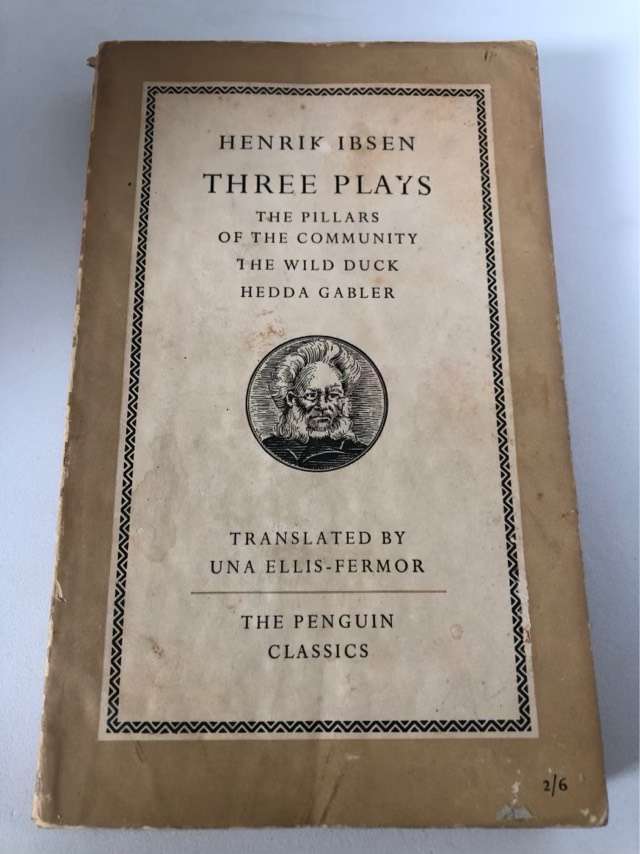 HENRIK IBSEN
THREE PLAYS
THE PILLARS
OF THE COMMUNITY
THE WILD DUCK
HEDDA GABLER
TRANSLATED BY
UNA ELLIS-FERMOR
THE PENGUIN
CLASSICS
2/6